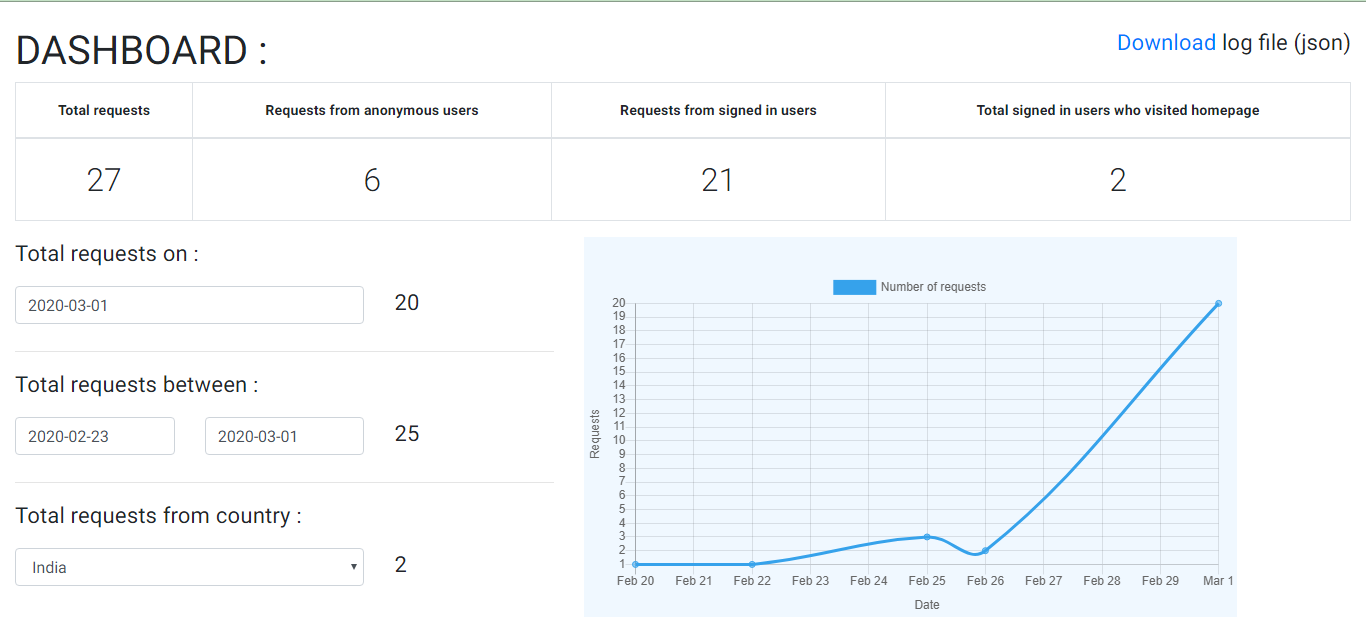 DASHBOARD :
Download log file (json)
Total requests
Requests from anonymous users
Requests from signed in users
Total signed in users who visited homepage
27
6
21
2
Total requests on :
2020-03-01
20
Total requests between :
2020-02-23
2020-03-01
25
Total requests from country :
India
2
Number of requests
20
19
18
17
16
15
14
13
12
11
10
9
8
7
6
5
4
3
2
1
Requests
Feb 20 Feb 21 Feb 22 Feb 23 Feb 24 Feb 25 Feb 26 Feb 27 Feb 28 Feb 29 Mar 1
Date